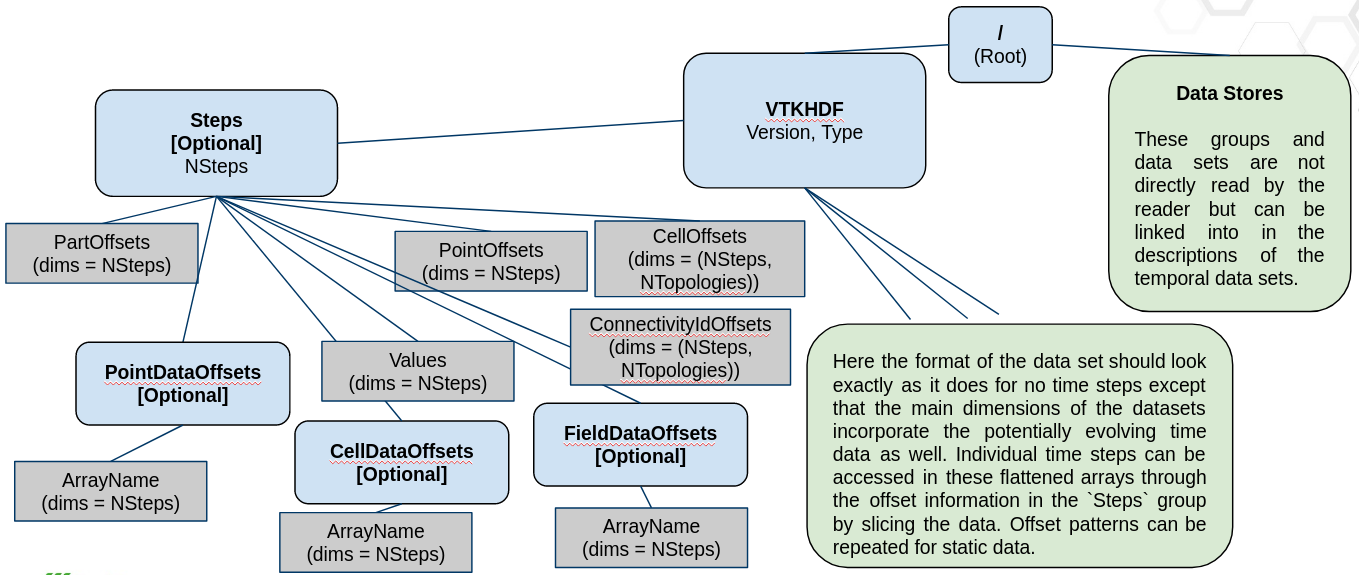 /
(Root)
VTKHDF
Version, Type
Data Stores
These groups and
data sets are not
directly read by the
reader but can be
linked into in the
descriptions of the
temporal data sets.
Steps
[Optional]
NSteps
PartOffsets
(dims = NSteps)
PointOffsets
(dims = NSteps)
CellOffsets
(dims = (NSteps,
NTopologies))
ConnectivityIdOffsets
(dims = (NSteps,
NTopologies))
Values
(dims = NSteps)
PointDataOffsets
[Optional]
ArrayName
(dims = NSteps)
CellDataOffsets
[Optional]
ArrayName
(dims = NSteps)
FieldDataOffsets
[Optional]
ArrayName
(dims = NSteps)
Here the format of the data set should look
exactly as it does for no time steps except
that the main dimensions of the datasets
incorporate the potentially evolving time
data as well. Individual time steps can be
accessed in these flattened arrays through
the offset information in the `Steps` group
by slicing the data. Offset patterns can be
repeated for static data.